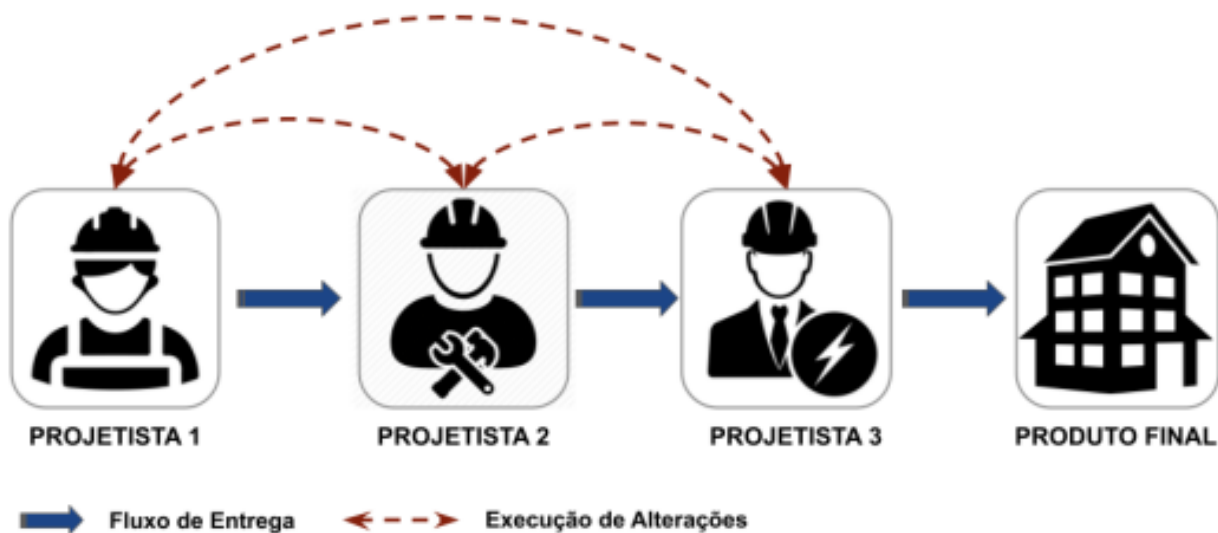 PROJETISTA 1 PROJETISTA 2 PROJETISTA 3 PRODUTO FINAL
Fluxo de Entrega Execução de Alterações